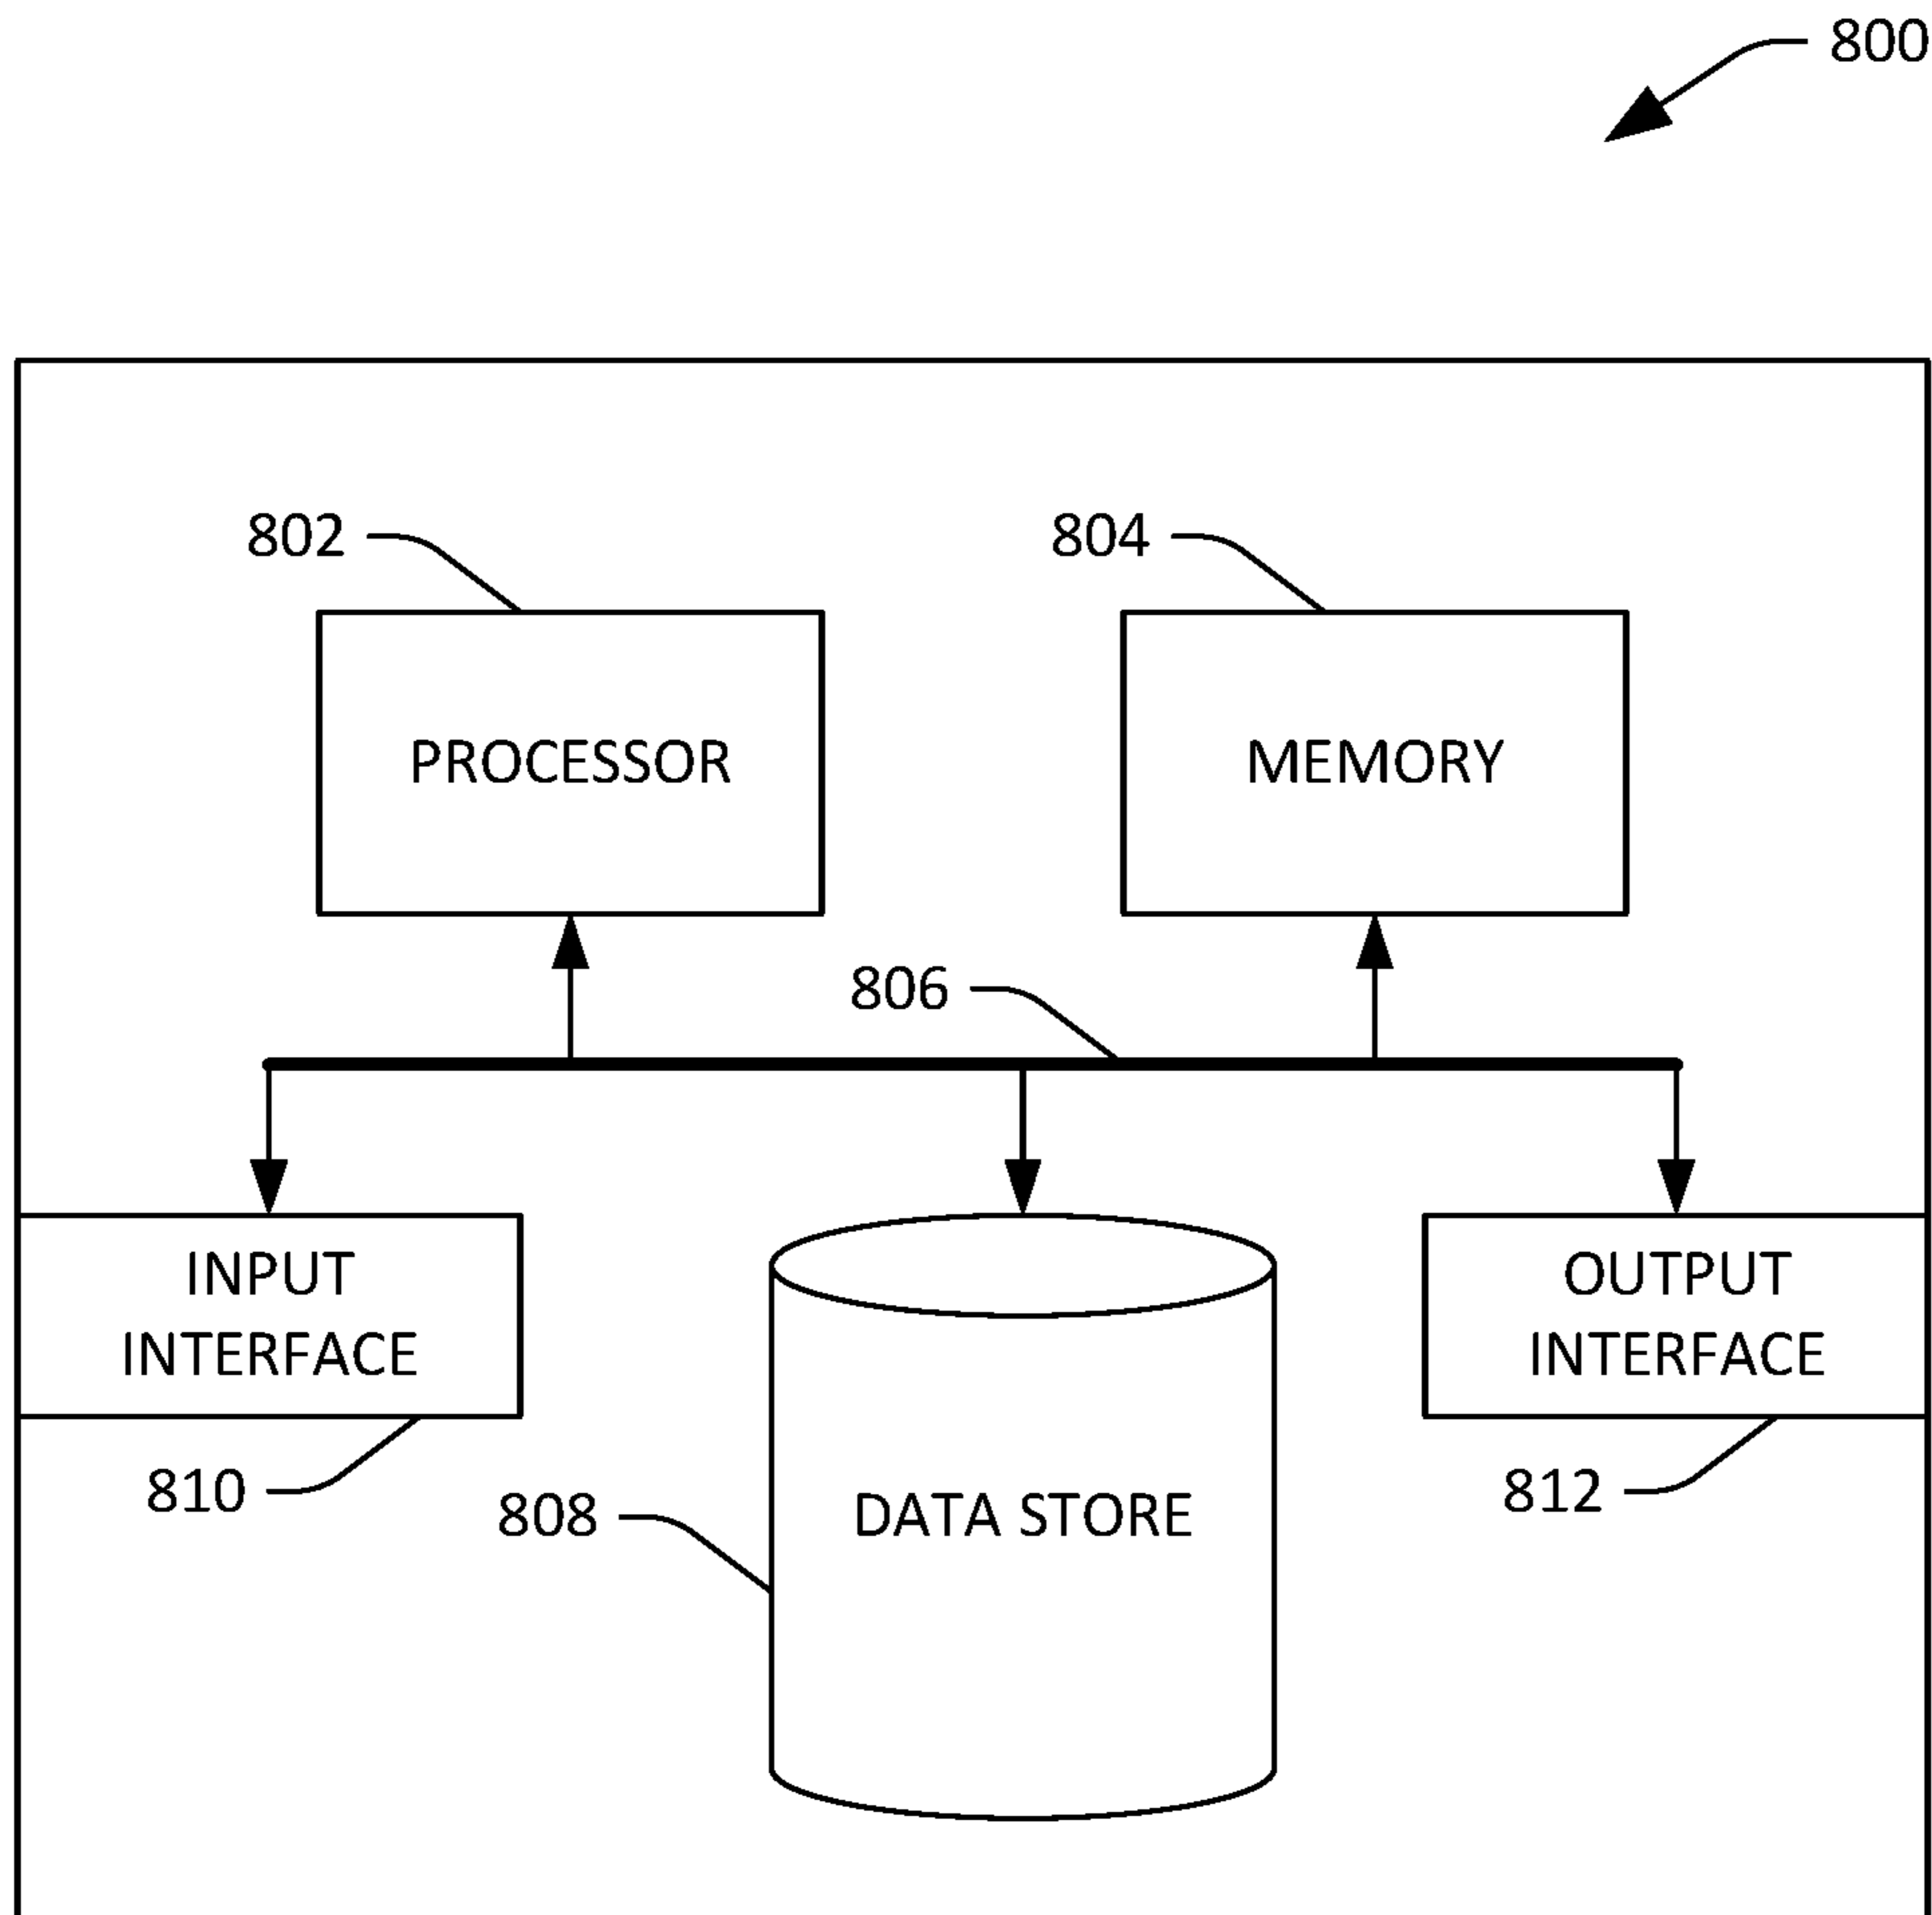 800
802
804
PROCESSOR
MEMORY
806
INPUT
INTERFACE
OUTPUT
INTERFACE
810
808
DATA STORE
812